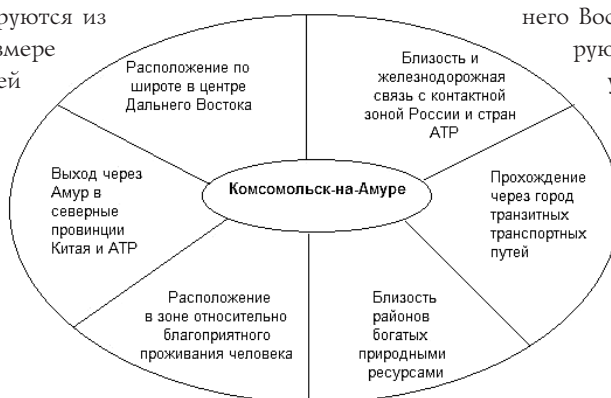 руются из
змере
ей
него Вос
рую
у
Расположение по
широте в центре
Дальнего Востока
Близость и
железнодорожная
связь с контактной
зоной России и стран
АТР
Выход через
Амур в
северные
провинции
Китая и АТР
Комсомольск-на-Амуре
Прохождение
через город
транзитных
транспортных
путей
Расположение
в зоне относительно
благоприятного
проживания человека
Близость
районов
богатых
природными
ресурсами